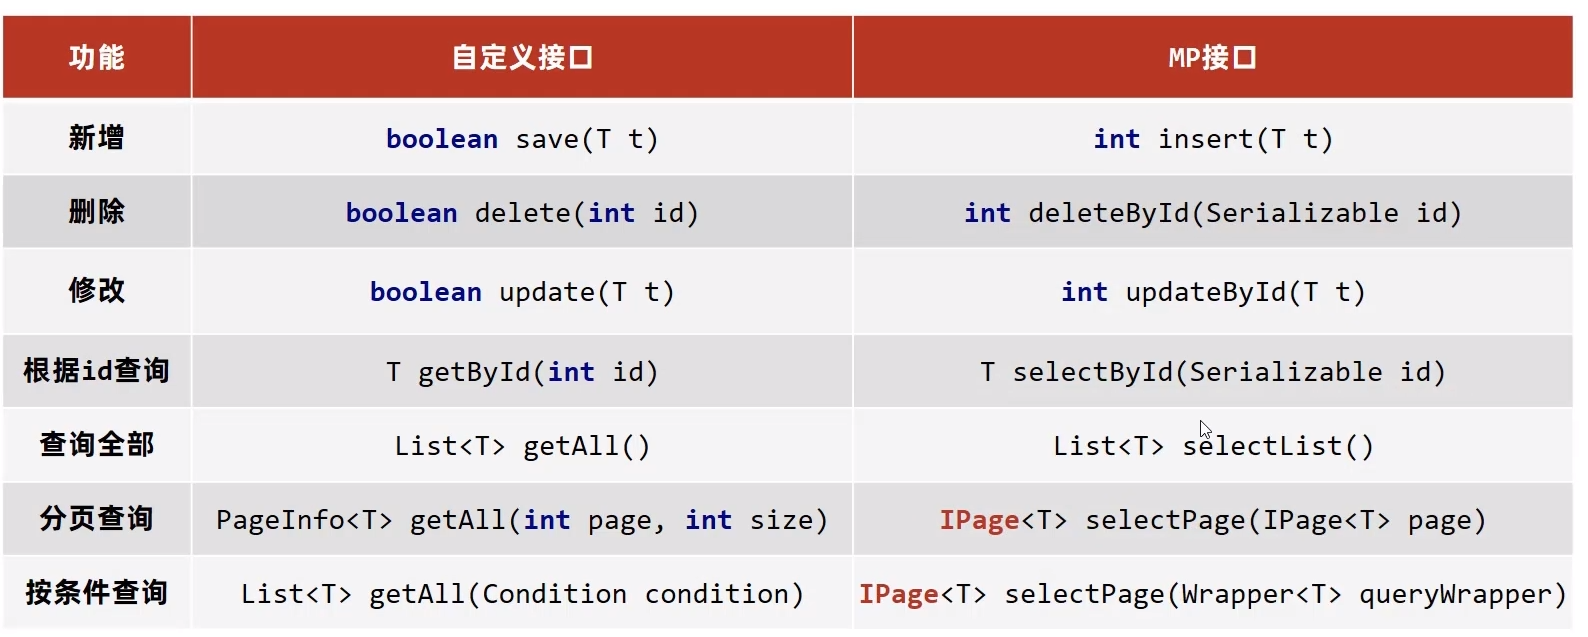 功能 自定义接口 MP接口
新增 boolean save(T t) int insert(T t)
删除 boolean delete(int id) int deleteById(Serializable id)
修改 boolean update(T t) int updateById(T t)
根据id查询 T getById(int id) T selectById(Serializable id)
查询全部 List<T> getAll() List<T> selectList()
分页查询 PageInfo<T> getAll(int page, int size) IPage<T> selectPage(IPage<T> page)
按条件查询 List<T> getAll(Condition condition) IPage<T> selectPage(Wrapper<T> queryWrapper)